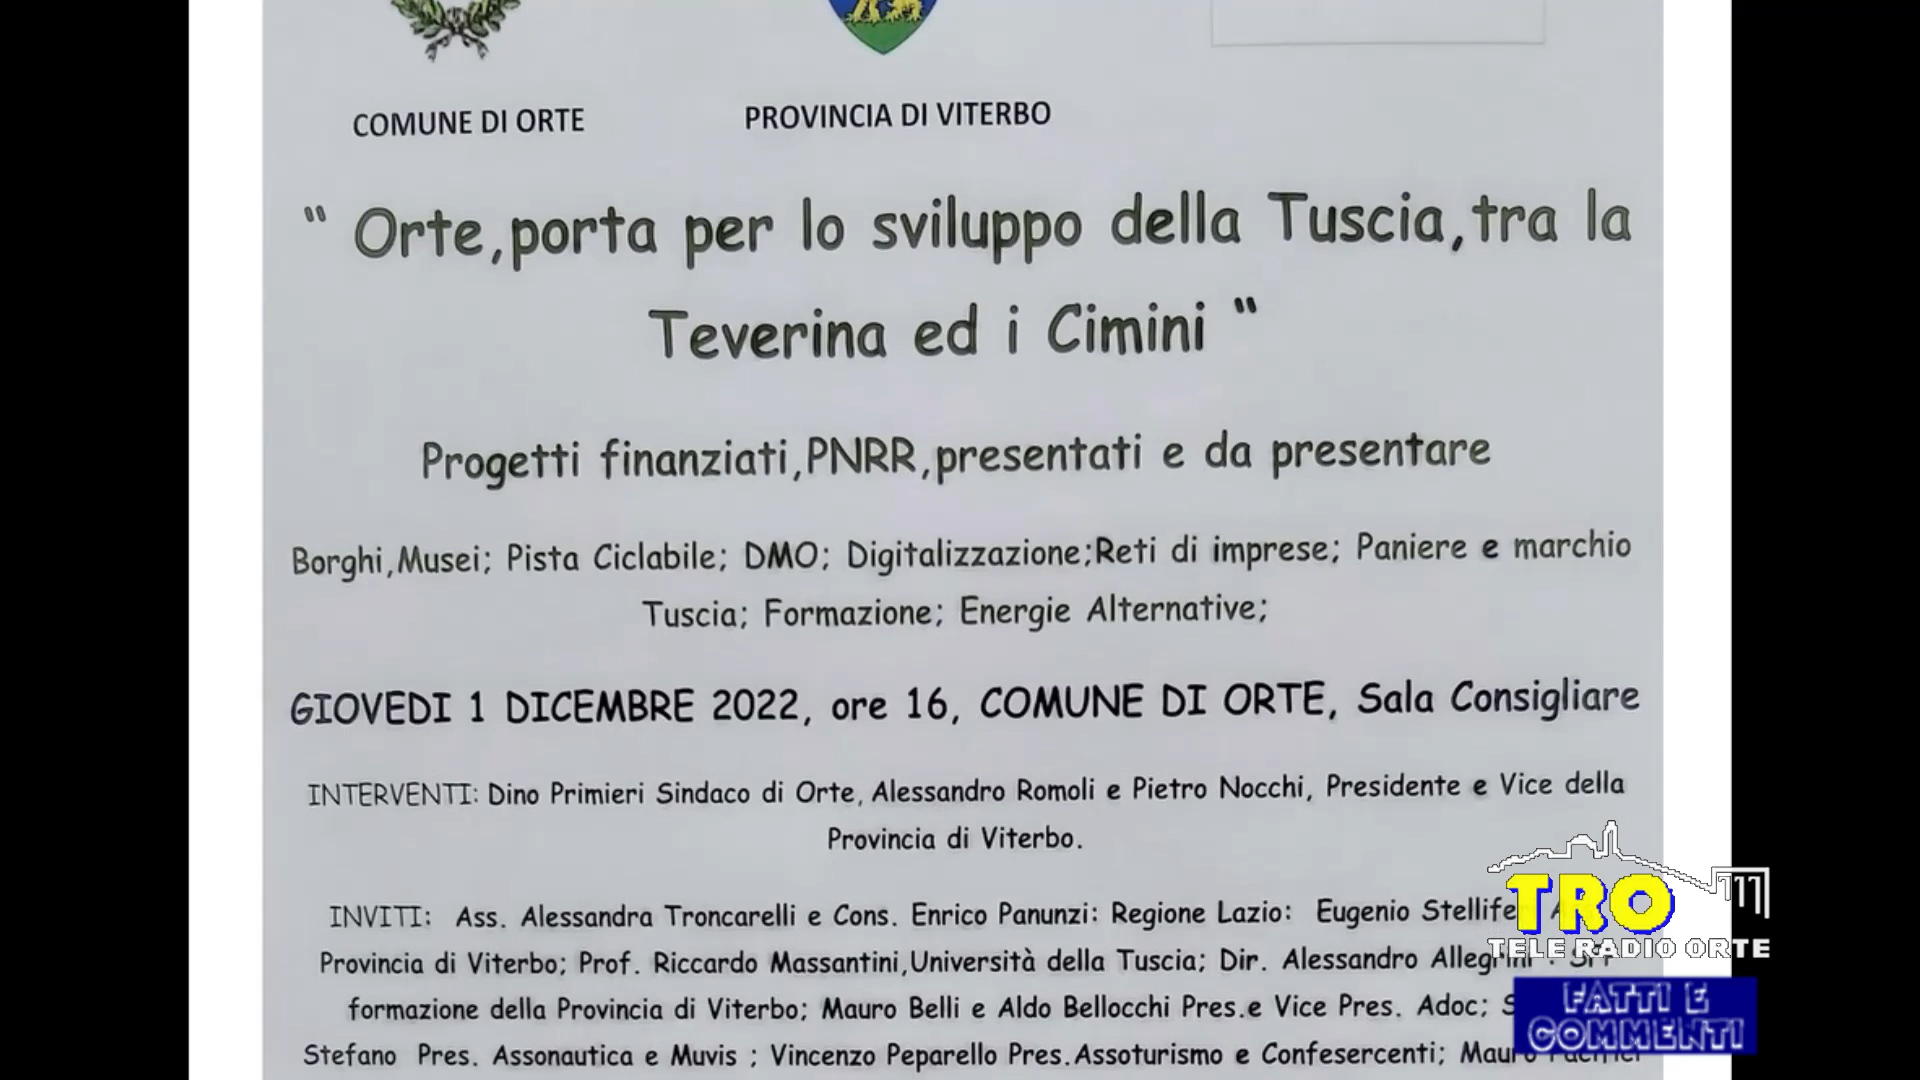 COMUNE DI ORTE
PROVINCIA DI VITERBO
" Orte,porta per lo sviluppo della Tuscia,tra la
Teverina ed i Cimini "
Progetti finanziati,PNRR,presentati e da presentare
Borghi,Musei; Pista Ciclabile; DMO; Digitalizzazione;Reti di imprese; Paniere e marchio
Tuscia; Formazione; Energie Alternative;
GIOVEDI 1 DICEMBRE 2022, ore 16, COMUNE DI ORTE, Sala Consigliare
INTERVENTI: Dino Primieri Sindaco di Orte, Alessandro Romoli e Pietro Nocchi, Presidente e Vice della
Provincia di Viterbo.
INVITI: Ass. Alessandra Troncarelli e Cons. Enrico Panunzi: Regione Lazio: Eugenio
Provincia di Viterbo; Prof. Riccardo Massantini,Università della Tuscia; Dir. Alessandro
formazione della Provincia di Viterbo; Mauro Belli e Aldo Bellocchi Pres.e Vice Pres. Adoc;
Stefano Pres. Assonautica e Muvis ; Vincenzo Peparello Pres.Assoturismo e Confesercenti;
TRO
TELE RADIO ORTE
FATTI E
COMMENTI